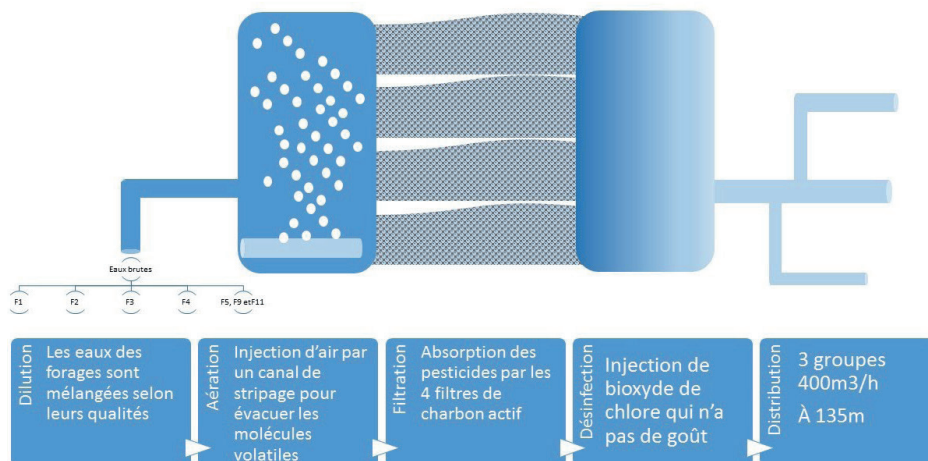 Eaux brutes
F1
F2
F3
F4
F5, F9 etF11
Dilution
Les eaux des
forages sont
mélangées selon
leurs qualités
Aération
Injection d'air par
un canal de
stripage pour
évacuer les
molécules
volatiles
Filtration
Absorption des
pesticides par les
4 filtres de
charbon actif
Désinfection
Injection de
bioxyde de
chlore qui n'a
pas de goût
Distribution
3 groupes
400m3/h
À 135m